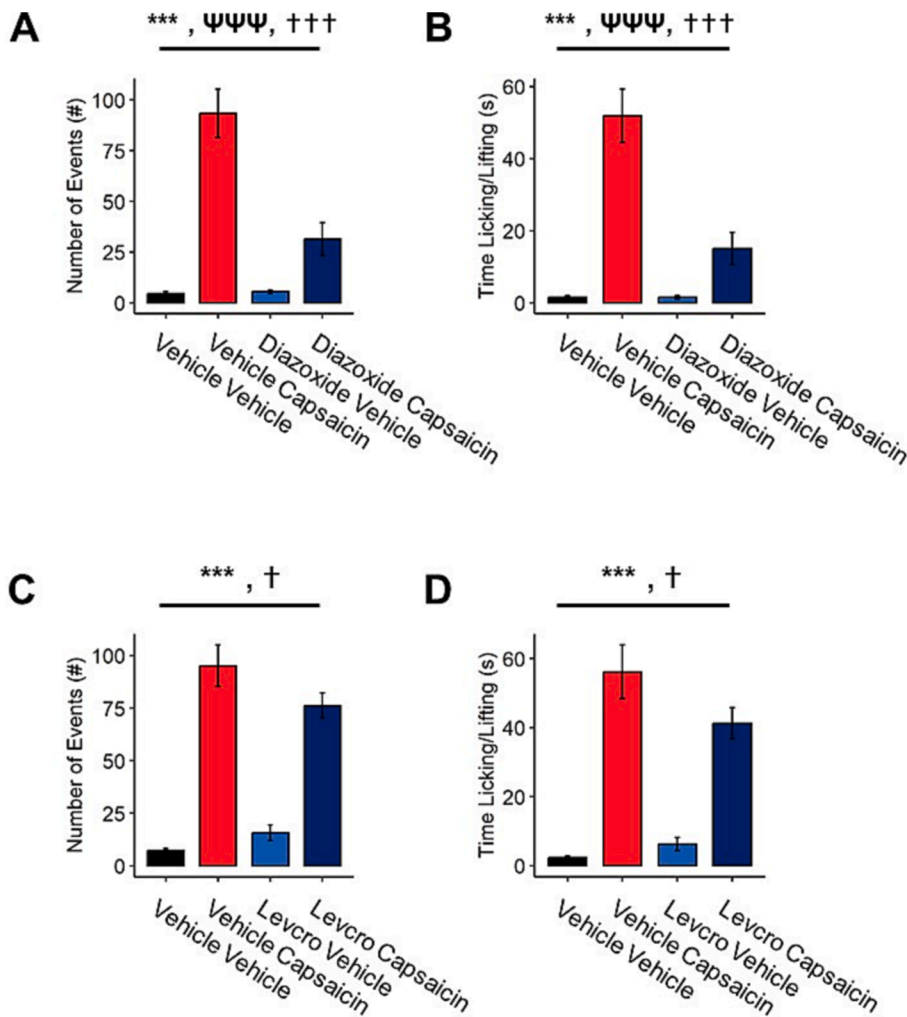 A
*** , ΨΨΨ, †††
Number of Events (#)
100
75
50
25
0
Vehicle Vehicle
Vehicle Capsaicin
Diazoxide Vehicle
Diazoxide Capsaicin
B
*** , ΨΨΨ, †††
Time Licking/Lifting (s)
60
40
20
0
Vehicle Vehicle
Vehicle Capsaicin
Diazoxide Vehicle
Diazoxide Capsaicin
C
*** , †
Number of Events (#)
100
75
50
25
0
Vehicle Vehicle
Vehicle Capsaicin
Levcro Vehicle
Levcro Capsaicin
D
*** , †
Time Licking/Lifting (s)
60
40
20
0
Vehicle Vehicle
Vehicle Capsaicin
Levcro Vehicle
Levcro Capsaicin